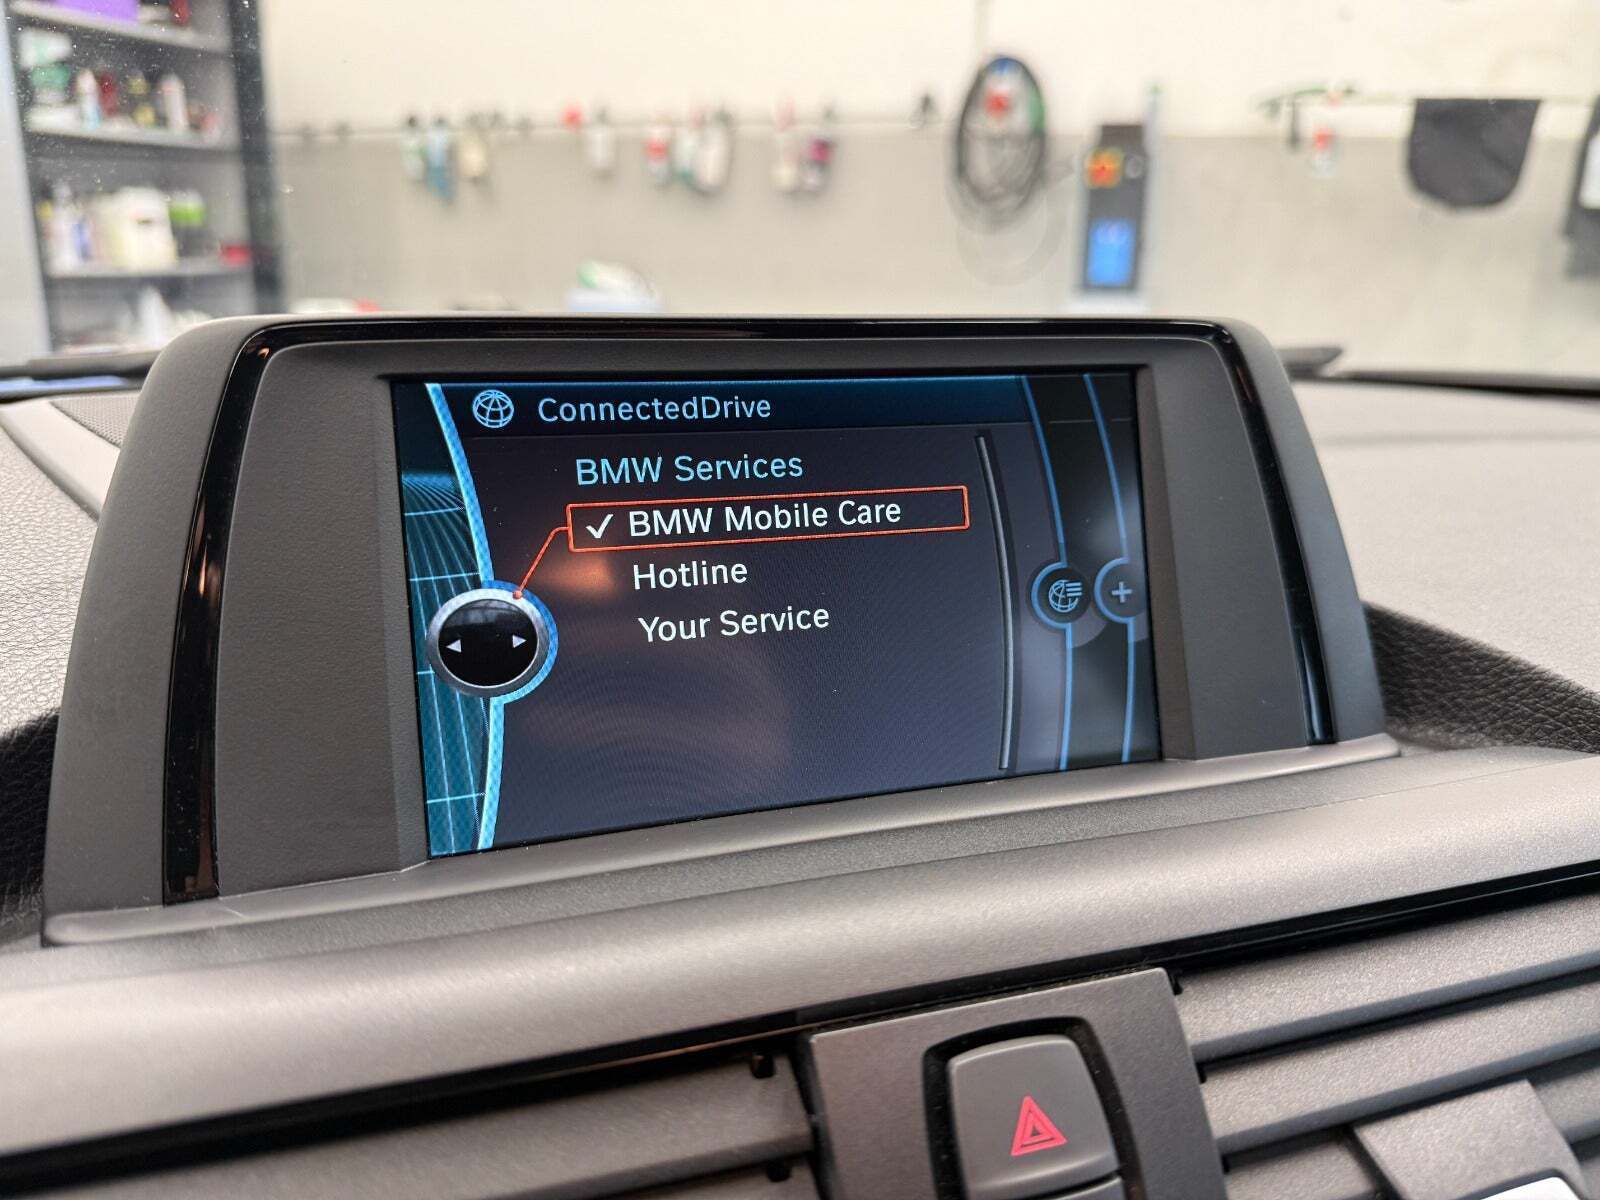 ConnectedDrive
BMW Services
✓ BMW Mobile Care
Hotline
Your Service